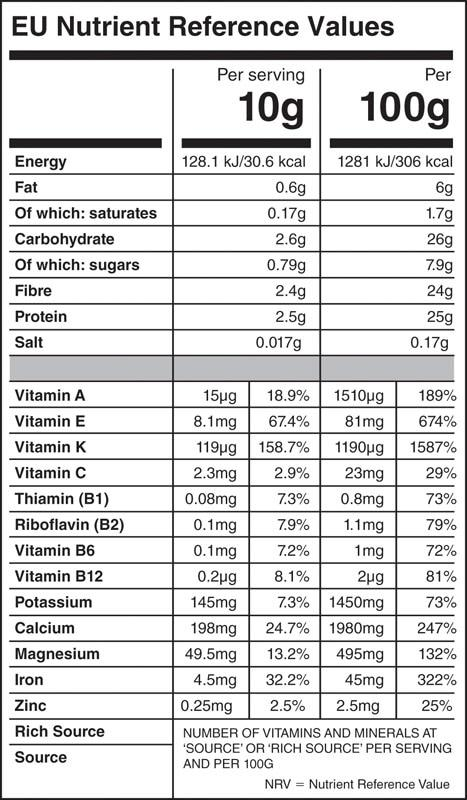 EU Nutrient Reference Values
Per serving Per
10g 100g
Energy 128.1 kJ/30.6 kcal 1281 kJ/306 kcal
Fat 0.6g 6g
Of which: saturates 0.17g 1.7g
Carbohydrate 2.6g 26g
Of which: sugars 0.79g 7.9g
Fibre 2.4g 24g
Protein 2.5g 25g
Salt 0.017g 0.17g
Vitamin A 15µg 18.9% 1510µg 189%
Vitamin E 8.1mg 67.4% 81mg 674%
Vitamin K 119µg 158.7% 1190µg 1587%
Vitamin C 2.3mg 2.9% 23mg 29%
Thiamin (B1) 0.08mg 7.3% 0.8mg 73%
Riboflavin (B2) 0.1mg 7.9% 1.1mg 79%
Vitamin B6 0.1mg 7.2% 1mg 72%
Vitamin B12 0.2µg 8.1% 2µg 81%
Potassium 145mg 7.3% 1450mg 73%
Calcium 198mg 24.7% 1980mg 247%
Magnesium 49.5mg 13.2% 495mg 132%
Iron 4.5mg 32.2% 45mg 322%
Zinc 0.25mg 2.5% 2.5mg 25%
Rich Source
Source
NUMBER OF VITAMINS AND MINERALS AT
‘SOURCE’ OR ‘RICH SOURCE’ PER SERVING
AND PER 100G
NRV = Nutrient Reference Value